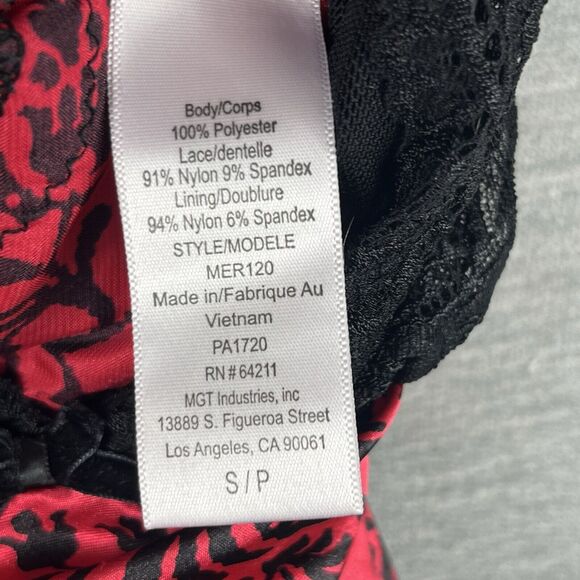 Body/Corps
100% Polyester
Lace/dentelle
91% Nylon 9% Spandex
Lining/Doublure
94% Nylon 6% Spandex
STYLE/MODELE
MER120
Made in/Fabrique Au
Vietnam
PA1720
RN # 64211
MGT Industries, inc
13889 S. Figueroa Street
Los Angeles, CA 90061
S / P